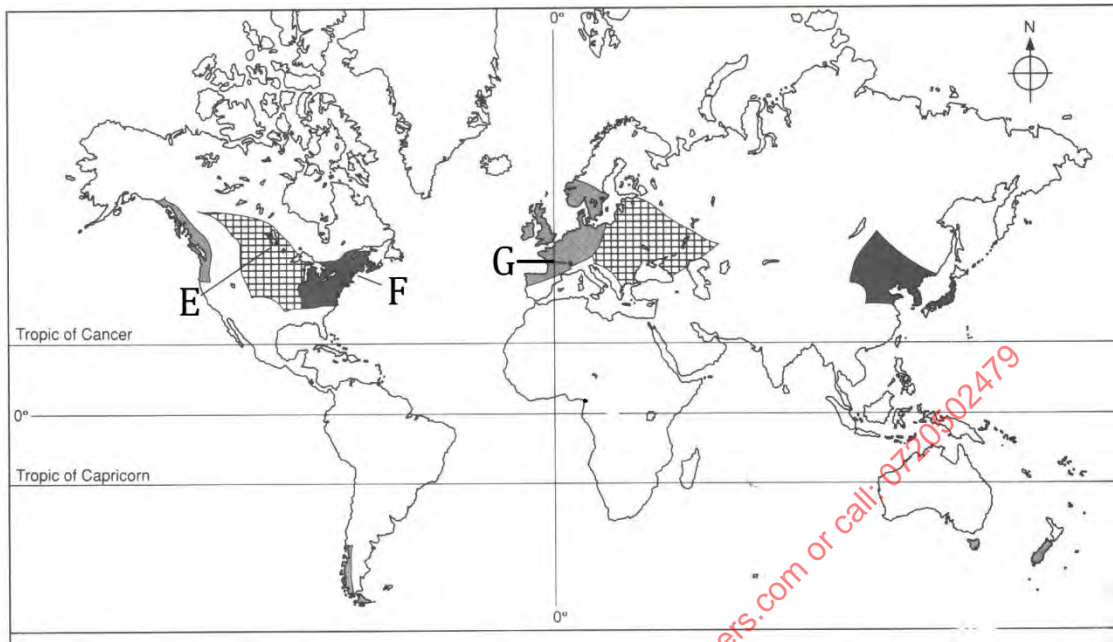 0°
N
E
F
G
Tropic of Cancer
0°
Tropic of Capricorn
0°
ers.com or call: 0720502479